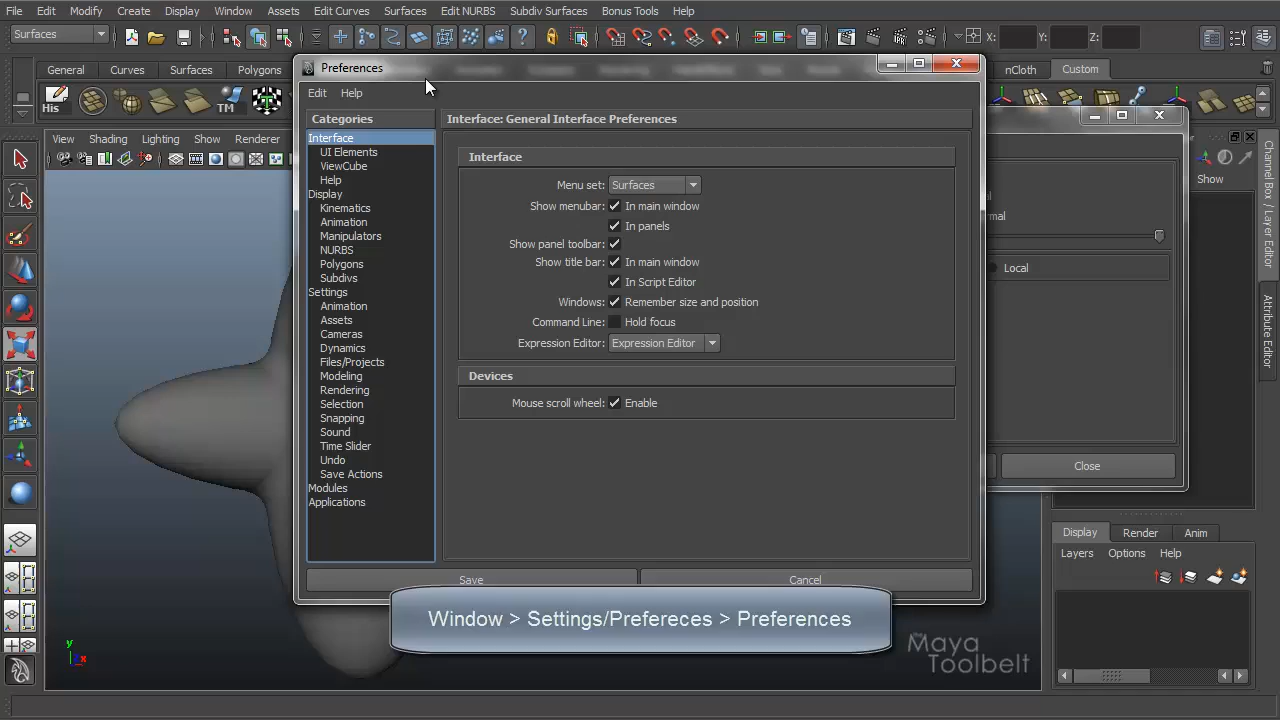 File Edit Modify Create Display Window Assets Edit Curves Surfaces Edit NURBS Subdiv Surfaces Bonus Tools Help
Surfaces X: Y: Z:
General Curves Surfaces Polygons nCloth Custom
Preferences
His TM
Edit Help
Categories Interface: General Interface Preferences
View Shading Lighting Show Renderer
Interface
UI Elements
ViewCube
Help
Display
Kinematics
Animation
Manipulators
NURBS
Polygons
Subdivs
Settings
Animation
Assets
Cameras
Dynamics
Files/Projects
Modeling
Rendering
Selection
Snapping
Sound
Time Slider
Undo
Save Actions
Modules
Applications
Interface
Menu set: Surfaces
Show menubar: In main window
In panels
Show panel toolbar:
Show title bar: In main window
In Script Editor
Windows: Remember size and position
Command Line: Hold focus
Expression Editor: Expression Editor
Devices
Mouse scroll wheel: Enable
Save Cancel
Local
Close
Show
Channel Box / Layer Editor
Attribute Editor
Display Render Anim
Layers Options Help
Window > Settings/Prefereces > Preferences
y
x
the Maya
Toolbelt